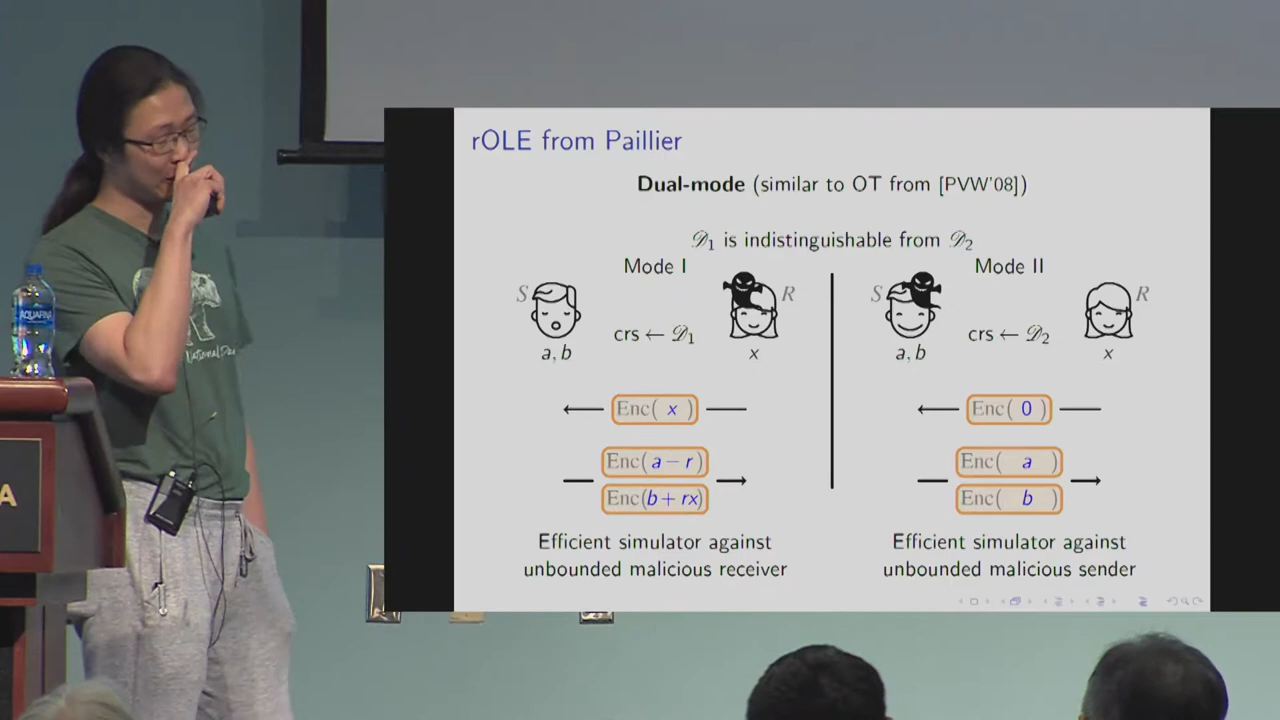 rOLE from Paillier
Dual-mode (similar to OT from [PVW'08])
𝒟₁ is indistinguishable from 𝒟₂
Mode I
S
R
crs ← 𝒟₁
a, b
x
Enc( x )
Enc( a − r )
Enc( b + rx )
Efficient simulator against
unbounded malicious receiver
Mode II
S
R
crs ← 𝒟₂
a, b
x
Enc( 0 )
Enc( a )
Enc( b )
Efficient simulator against
unbounded malicious sender
AQUAFINA
National
A